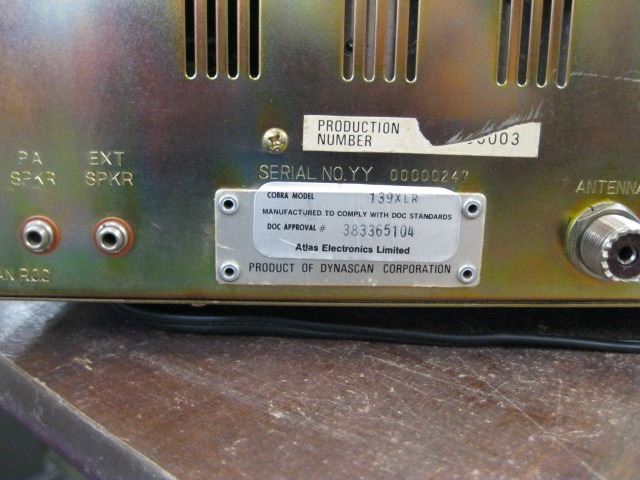 PRODUCTION
NUMBER 0003
SERIAL NO. YY 00000247
PA
SPKR
EXT
SPKR
ANTENNA
COBRA MODEL 139XLR
MANUFACTURED TO COMPLY WITH DOC STANDARDS
DOC APPROVAL # 383365104
Atlas Electronics Limited
PRODUCT OF DYNASCAN CORPORATION
AN R.O.C